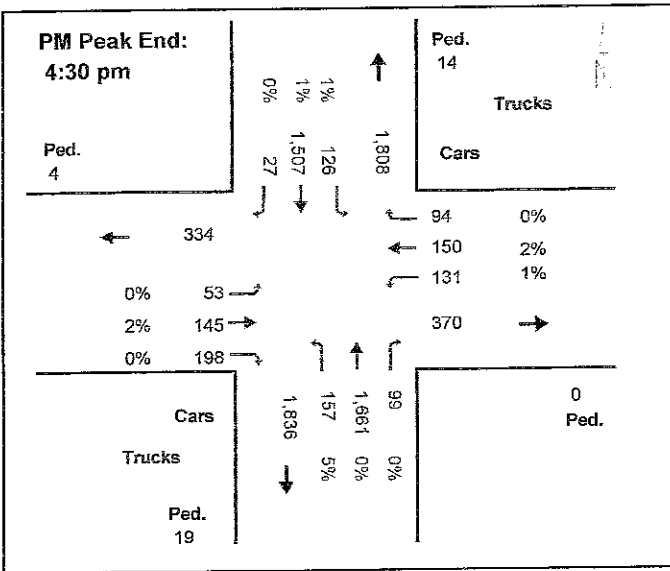 PM Peak End:
4:30 pm
Ped.
4
Ped.
14
Trucks
Cars
0% 1% 1%
27 1,507 126 1,808
334
94 0%
150 2%
131 1%
0% 53
2% 145
0% 198
370
1,836 157 1,661 99
5% 0% 0%
Cars
Trucks
Ped.
19
0
Ped.